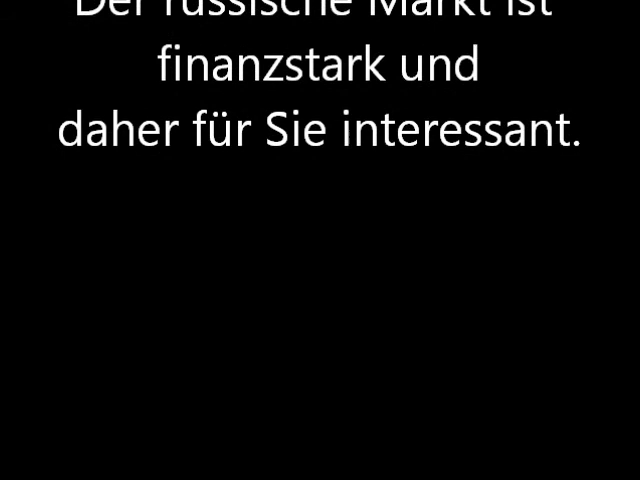 Der russische Markt ist
finanzstark und
daher für Sie interessant.